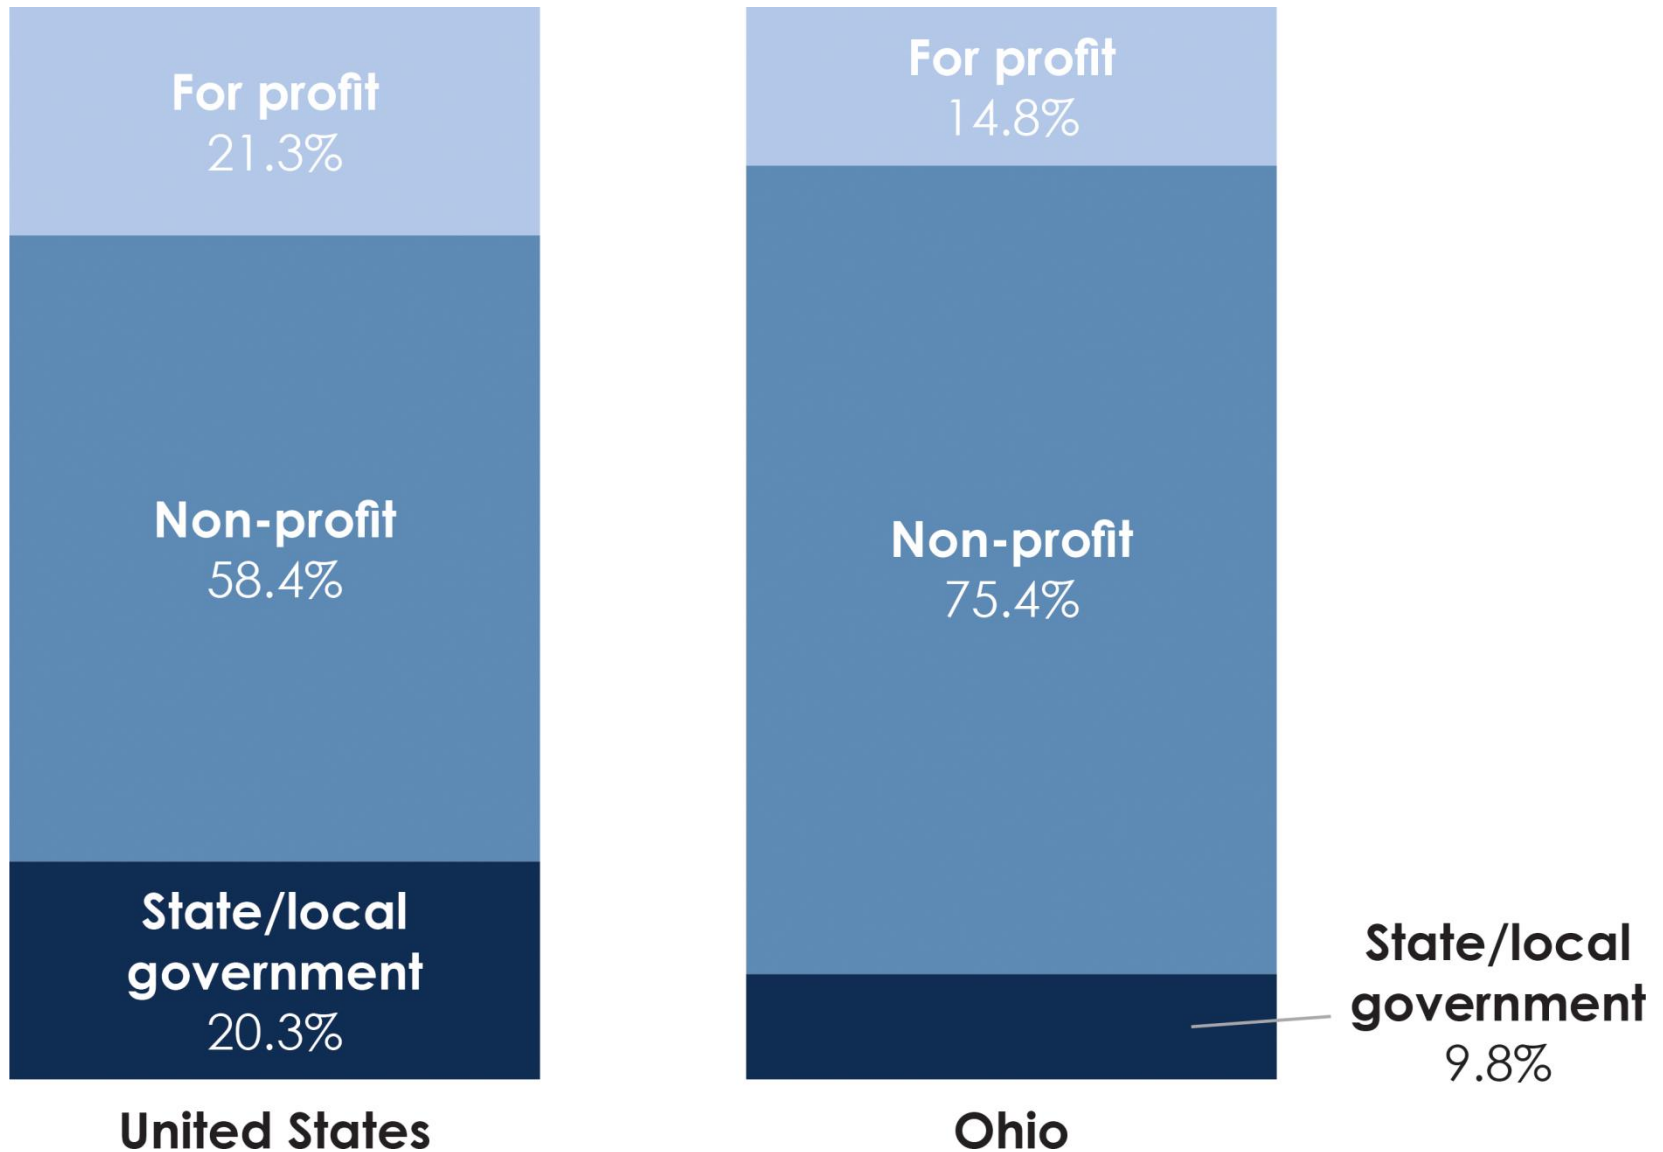 For profit
21.3%
Non-profit
58.4%
State/local
government
20.3%
United States
For profit
14.8%
Non-profit
75.4%
State/local
government
9.8%
Ohio